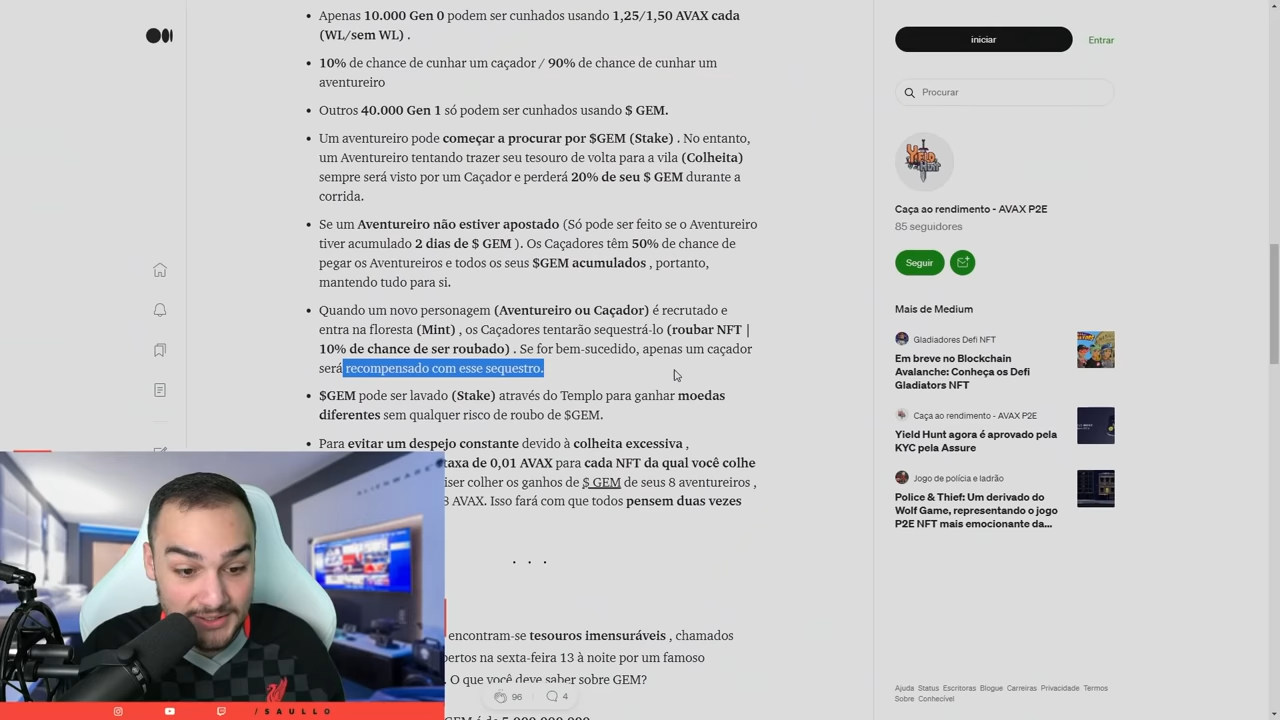 Apenas 10.000 Gen 0 podem ser cunhados usando 1,25/1,50 AVAX cada
(WL/sem WL) .
10% de chance de cunhar um caçador / 90% de chance de cunhar um
aventureiro
Outros 40.000 Gen 1 só podem ser cunhados usando $ GEM.
Um aventureiro pode começar a procurar por $GEM (Stake) . No entanto,
um Aventureiro tentando trazer seu tesouro de volta para a vila (Colheita)
sempre será visto por um Caçador e perderá 20% de seu $ GEM durante a
corrida.
Se um Aventureiro não estiver apostado (Só pode ser feito se o Aventureiro
tiver acumulado 2 dias de $ GEM ). Os Caçadores têm 50% de chance de
pegar os Aventureiros e todos os seus $GEM acumulados , portanto,
mantendo tudo para si.
Quando um novo personagem (Aventureiro ou Caçador) é recrutado e
entra na floresta (Mint) , os Caçadores tentarão sequestrá-lo (roubar NFT |
10% de chance de ser roubado) . Se for bem-sucedido, apenas um caçador
será recompensado com esse sequestro.
$GEM pode ser lavado (Stake) através do Templo para ganhar moedas
diferentes sem qualquer risco de roubo de $GEM.
Para evitar um despejo constante devido à colheita excessiva ,
taxa de 0,01 AVAX para cada NFT da qual você colhe
iser colher os ganhos de $ GEM de seus 8 aventureiros ,
8 AVAX. Isso fará com que todos pensem duas vezes
. . .
encontram-se tesouros imensuráveis , chamados
ertos na sexta-feira 13 à noite por um famoso
. O que você deve saber sobre GEM?
96
4
GEM é de 5.000.000.000
iniciar
Entrar
Procurar
YIELD HUNT
Caça ao rendimento - AVAX P2E
85 seguidores
Seguir
Mais de Medium
Gladiadores Defi NFT
Em breve no Blockchain
Avalanche: Conheça os Defi
Gladiators NFT
Caça ao rendimento - AVAX P2E
Yield Hunt agora é aprovado pela
KYC pela Assure
Jogo de polícia e ladrão
Police & Thief: Um derivado do
Wolf Game, representando o jogo
P2E NFT mais emocionante da...
Ajuda Status Escritoras Blogue Carreiras Privacidade Termos
Sobre Conhecível
/SAULLO